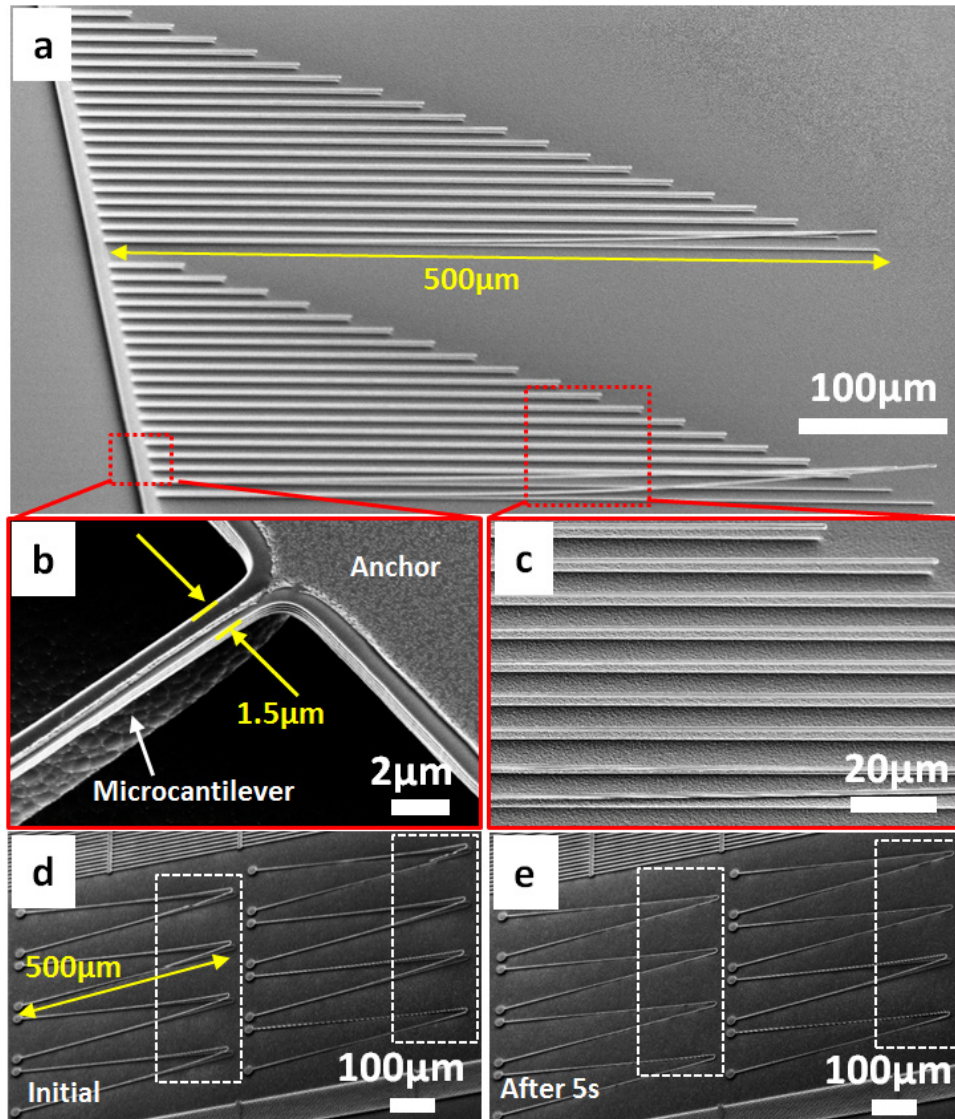 a
500µm
100µm
b
Anchor
1.5µm
Microcantilever
2µm
c
20µm
d
500µm
Initial
100µm
e
After 5s
100µm